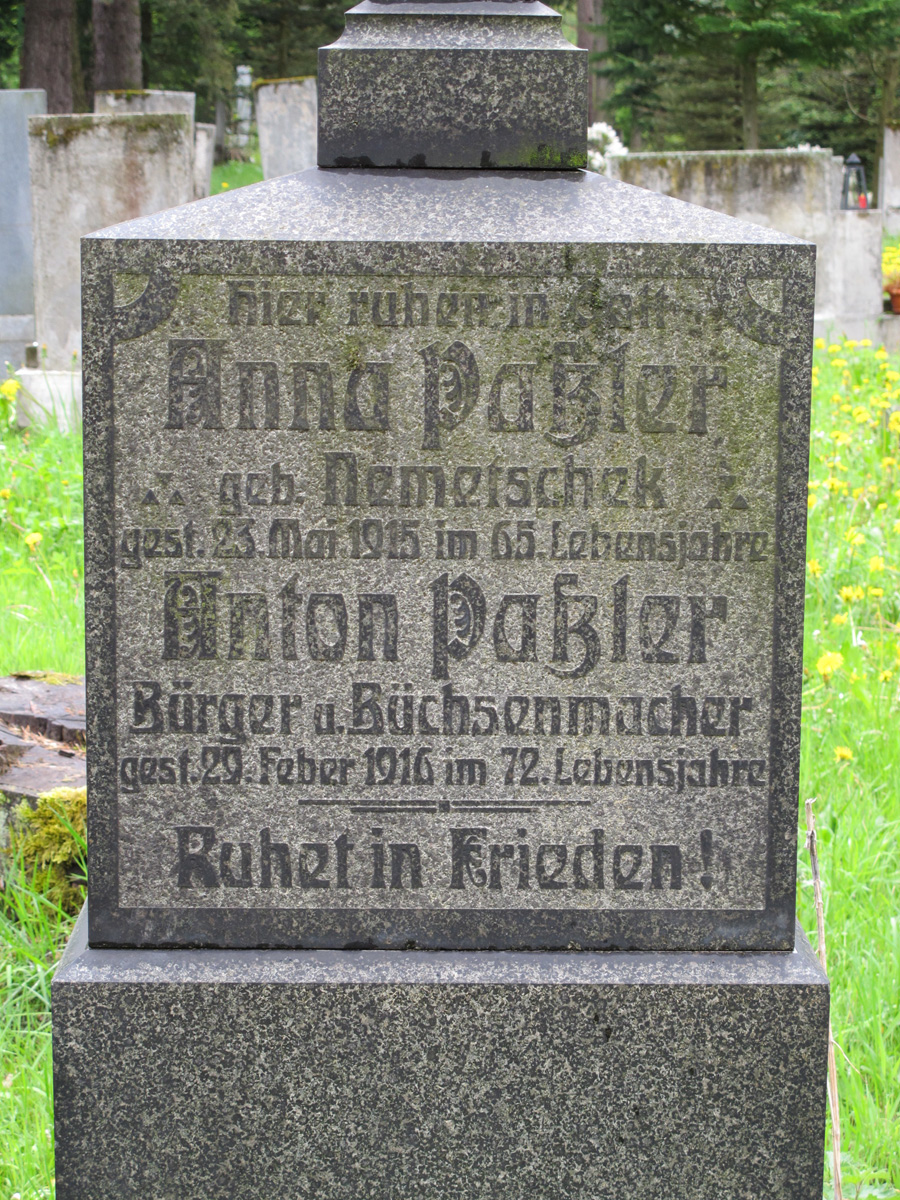 Hier ruhen in Gott
Anna Paßler
geb. Nemetschek
gest. 23. Mai 1915 im 65. Lebensjahre
Anton Paßler
Bürger u. Büchsenmacher
gest. 29. Feber 1916 im 72. Lebensjahre
Ruhet in Frieden!